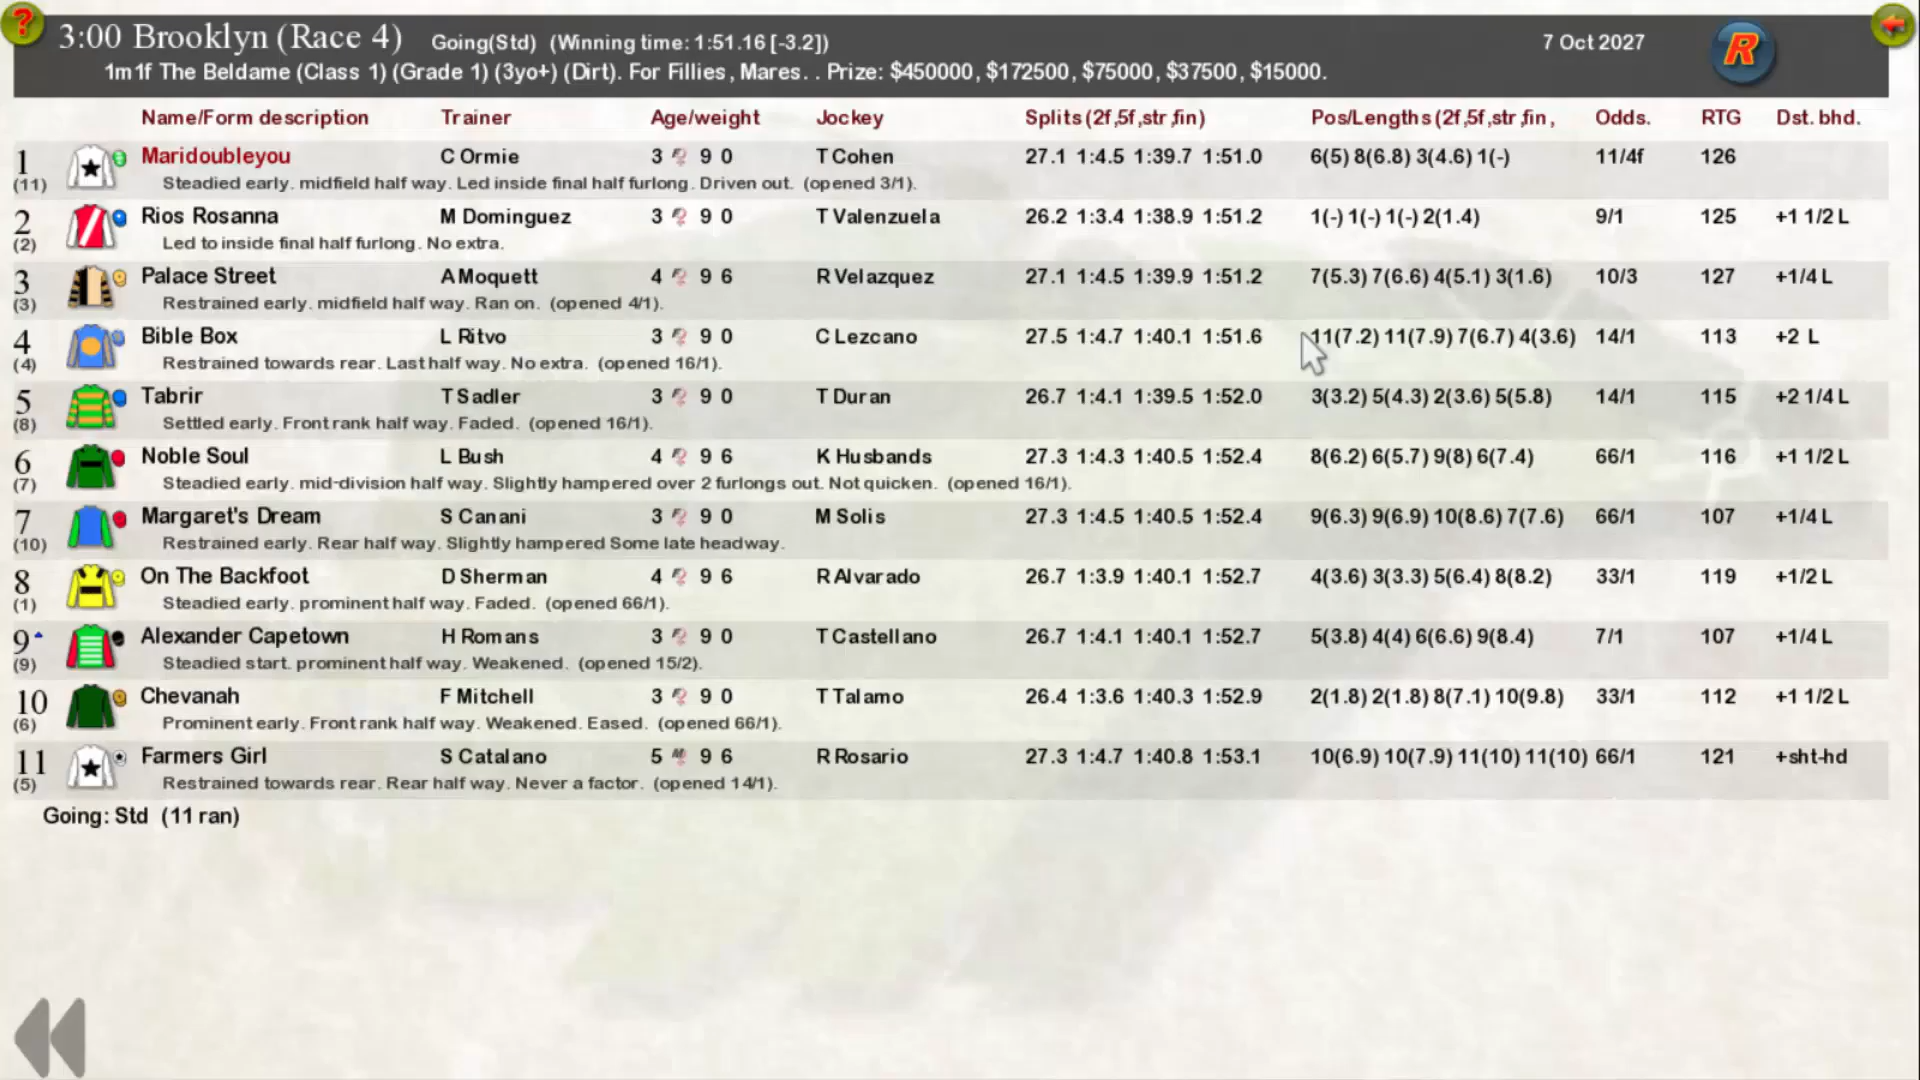 3:00 Brooklyn (Race 4) Going(Std) (Winning time: 1:51.16 [-3.2]) 7 Oct 2027
1m1f The Beldame (Class 1) (Grade 1) (3yo+) (Dirt). For Fillies, Mares. . Prize: $450000, $172500, $75000, $37500, $15000.
Name/Form description Trainer Age/weight Jockey Splits (2f,5f,str,fin) Pos/Lengths (2f,5f,str,fin, Odds. RTG Dst. bhd.
1 Maridoubleyou C Ormie 3 9 0 T Cohen 27.1 1:4.5 1:39.7 1:51.0 6(5) 8(6.8) 3(4.6) 1(-) 11/4f 126
(11) Steadied early. midfield half way. Led inside final half furlong. Driven out. (opened 3/1).
2 Rios Rosanna M Dominguez 3 9 0 T Valenzuela 26.2 1:3.4 1:38.9 1:51.2 1(-) 1(-) 1(-) 2(1.4) 9/1 125 +1 1/2 L
(2) Led to inside final half furlong. No extra.
3 Palace Street A Moquett 4 9 6 R Velazquez 27.1 1:4.5 1:39.9 1:51.2 7(5.3) 7(6.6) 4(5.1) 3(1.6) 10/3 127 +1/4 L
(3) Restrained early. midfield half way. Ran on. (opened 4/1).
4 Bible Box L Ritvo 3 9 0 C Lezcano 27.5 1:4.7 1:40.1 1:51.6 11(7.2) 11(7.9) 7(6.7) 4(3.6) 14/1 113 +2 L
(4) Restrained towards rear. Last half way. No extra. (opened 16/1).
5 Tabrir T Sadler 3 9 0 T Duran 26.7 1:4.1 1:39.5 1:52.0 3(3.2) 5(4.3) 2(3.6) 5(5.8) 14/1 115 +2 1/4 L
(8) Settled early. Front rank half way. Faded. (opened 16/1).
6 Noble Soul L Bush 4 9 6 K Husbands 27.3 1:4.3 1:40.5 1:52.4 8(6.2) 6(5.7) 9(8) 6(7.4) 66/1 116 +1 1/2 L
(7) Steadied early. mid-division half way. Slightly hampered over 2 furlongs out. Not quicken. (opened 16/1).
7 Margaret's Dream S Canani 3 9 0 M Solis 27.3 1:4.5 1:40.5 1:52.4 9(6.3) 9(6.9) 10(8.6) 7(7.6) 66/1 107 +1/4 L
(10) Restrained early. Rear half way. Slightly hampered Some late headway.
8 On The Backfoot D Sherman 4 9 6 R Alvarado 26.7 1:3.9 1:40.1 1:52.7 4(3.6) 3(3.3) 5(6.4) 8(8.2) 33/1 119 +1/2 L
(1) Steadied early. prominent half way. Faded. (opened 66/1).
9 Alexander Capetown H Romans 3 9 0 T Castellano 26.7 1:4.1 1:40.1 1:52.7 5(3.8) 4(4) 6(6.6) 9(8.4) 7/1 107 +1/4 L
(9) Steadied start. prominent half way. Weakened. (opened 15/2).
10 Chevanah F Mitchell 3 9 0 T Talamo 26.4 1:3.6 1:40.3 1:52.9 2(1.8) 2(1.8) 8(7.1) 10(9.8) 33/1 112 +1 1/2 L
(6) Prominent early. Front rank half way. Weakened. Eased. (opened 66/1).
11 Farmers Girl S Catalano 5 9 6 R Rosario 27.3 1:4.7 1:40.8 1:53.1 10(6.9) 10(7.9) 11(10) 11(10) 66/1 121 +sht-hd
(5) Restrained towards rear. Rear half way. Never a factor. (opened 14/1).
Going: Std (11 ran)